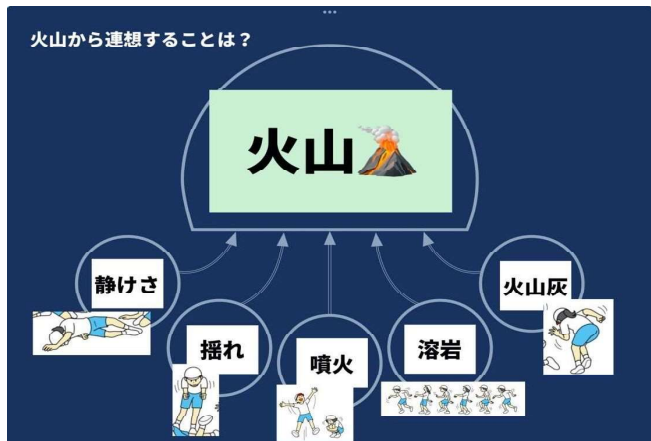 火山から連想することは？
火山
静けさ
揺れ
噴火
溶岩
火山灰